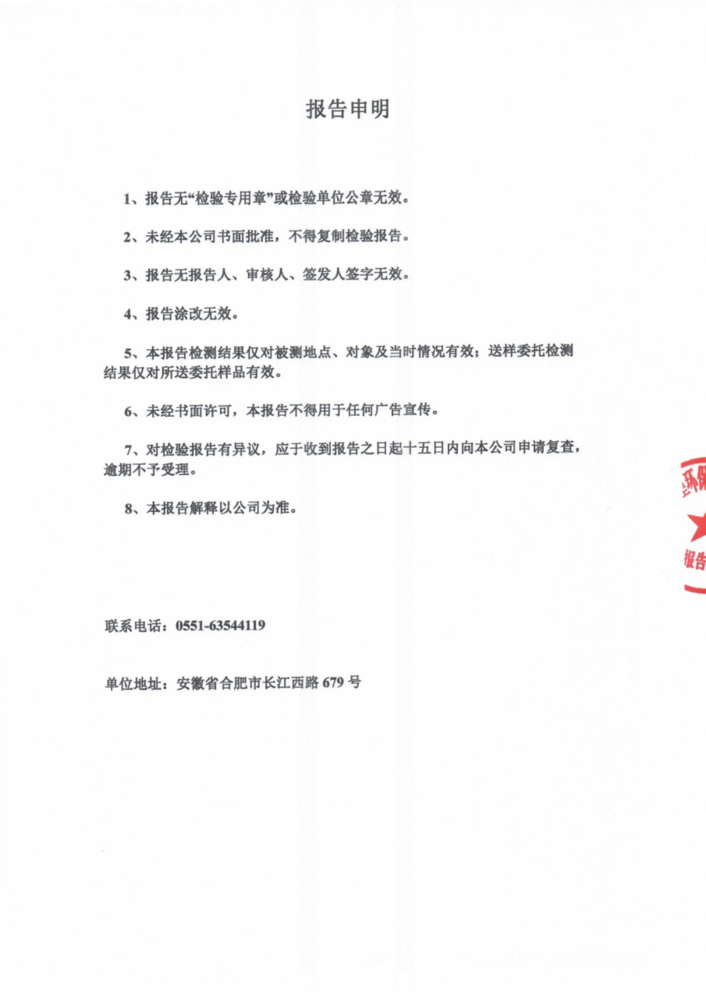 报告申明
1、报告无“检验专用章”或检验单位公章无效。
2、未经本公司书面批准，不得复制检验报告。
3、报告无报告人、审核人、签发人签字无效。
4、报告涂改无效。
5、本报告检测结果仅对被测地点、对象及当时情况有效；送样委托检测
结果仅对所送委托样品有效。
6、未经书面许可，本报告不得用于任何广告宣传。
7、对检验报告有异议，应于收到报告之日起十五日内向本公司申请复查，
逾期不予受理。
8、本报告解释以公司为准。
环保
报告
联系电话：0551-63544119
单位地址：安徽省合肥市长江西路 679 号